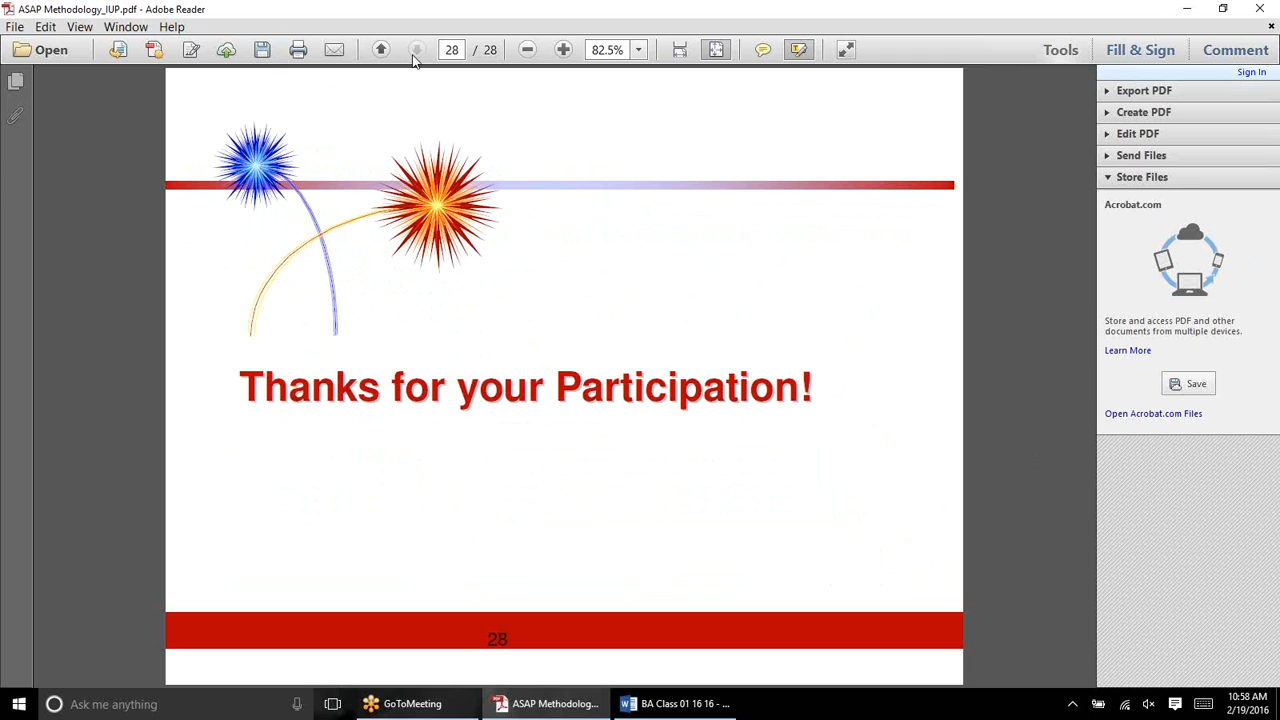 ASAP Methodology_IUP.pdf - Adobe Reader
File Edit View Window Help
Open 28 / 28 82.5% Tools Fill & Sign Comment
Sign In
Export PDF
Create PDF
Edit PDF
Send Files
Store Files
Acrobat.com
Store and access PDF and other
documents from multiple devices.
Learn More
Save
Open Acrobat.com Files
Thanks for your Participation!
28
Ask me anything GoToMeeting ASAP Methodolog... BA Class 01 16 16 - ... 10:58 AM
2/19/2016